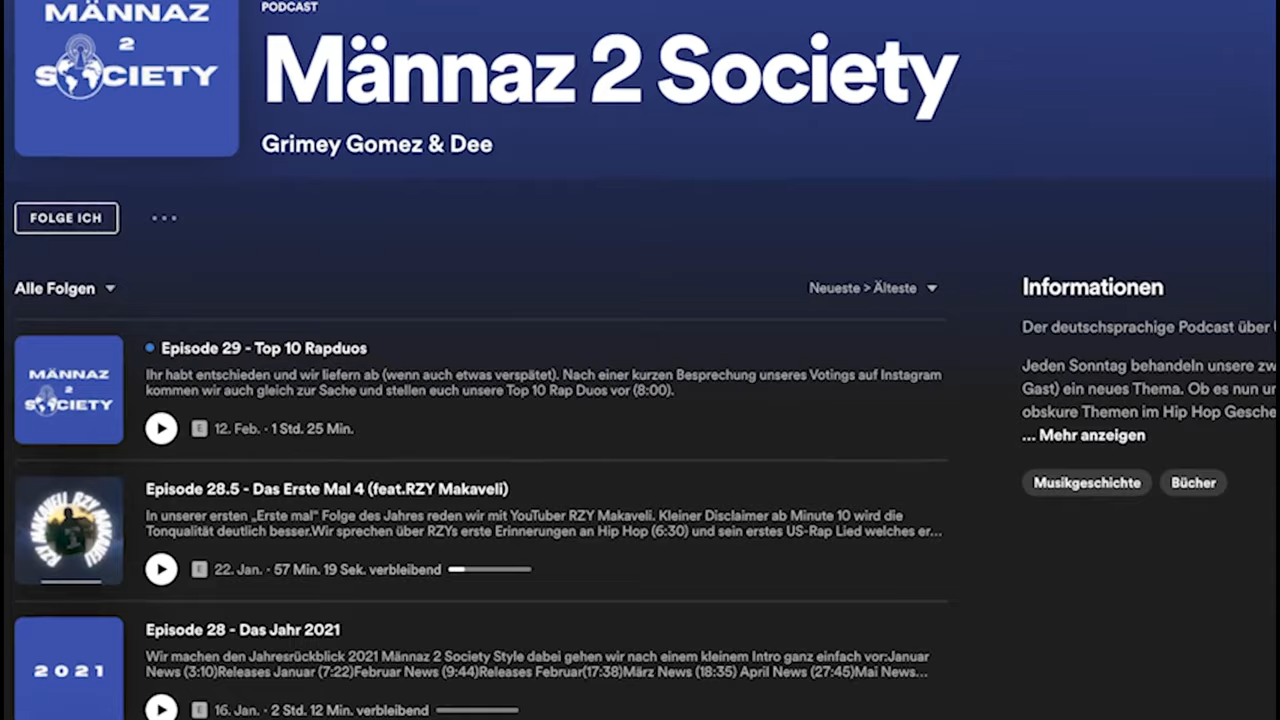 MÄNNAZ
2
SOCIETY
PODCAST
Männaz 2 Society
Grimey Gomez & Dee
FOLGE ICH
Alle Folgen
Neueste > Älteste
MÄNNAZ
2
SOCIETY
Episode 29 - Top 10 Rapduos
Ihr habt entschieden und wir liefern ab (wenn auch etwas verspätet). Nach einer kurzen Besprechung unseres Votings auf Instagram
kommen wir auch gleich zur Sache und stellen euch unsere Top 10 Rap Duos vor (8:00).
E 12. Feb. · 1 Std. 25 Min.
RZY MAKAVELI RZY MAKAVELI
Episode 28.5 - Das Erste Mal 4 (feat.RZY Makaveli)
In unserer ersten „Erste mal“ Folge des Jahres reden wir mit YouTuber RZY Makaveli. Kleiner Disclaimer ab Minute 10 wird die
Tonqualität deutlich besser.Wir sprechen über RZYs erste Erinnerungen an Hip Hop (6:30) und sein erstes US-Rap Lied welches er...
E 22. Jan. · 57 Min. 19 Sek. verbleibend
2021
Episode 28 - Das Jahr 2021
Wir machen den Jahresrückblick 2021 Männaz 2 Society Style dabei gehen wir nach einem kleinem Intro ganz einfach vor:Januar
News (3:10)Releases Januar (7:22)Februar News (9:44)Releases Februar(17:38)März News (18:35) April News (27:45)Mai News...
E 16. Jan. · 2 Std. 12 Min. verbleibend
Informationen
Der deutschsprachige Podcast über
Jeden Sonntag behandeln unsere zw
Gast) ein neues Thema. Ob es nun u
obskure Themen im Hip Hop Gesche
... Mehr anzeigen
Musikgeschichte
Bücher